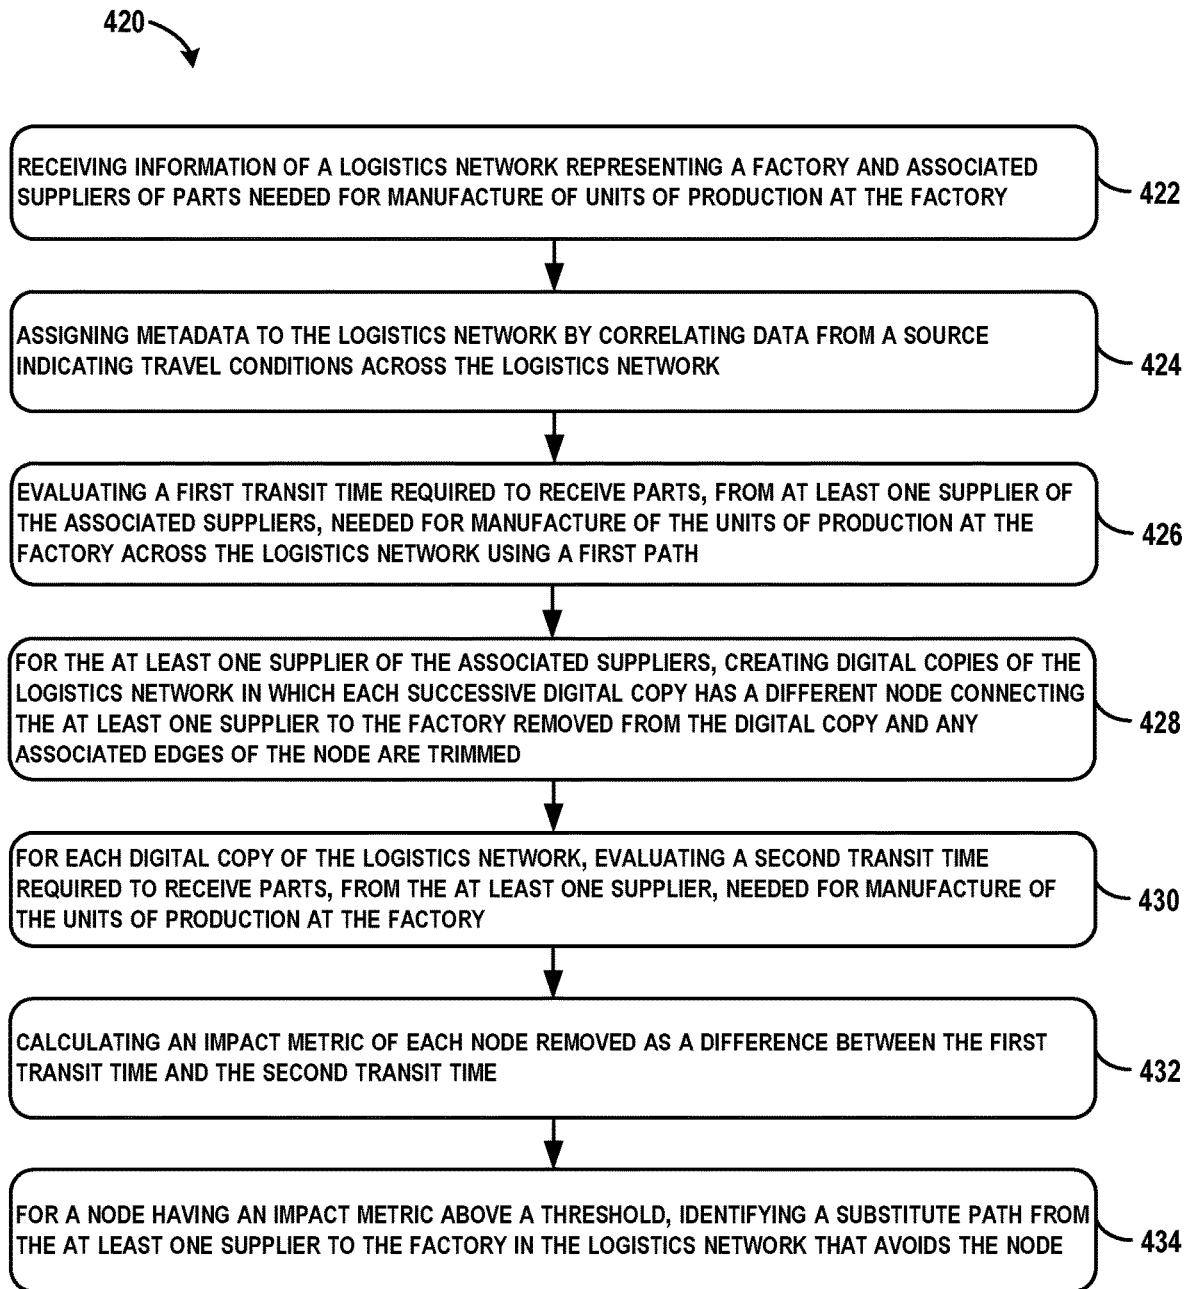 420
RECEIVING INFORMATION OF A LOGISTICS NETWORK REPRESENTING A FACTORY AND ASSOCIATED
SUPPLIERS OF PARTS NEEDED FOR MANUFACTURE OF UNITS OF PRODUCTION AT THE FACTORY
422
ASSIGNING METADATA TO THE LOGISTICS NETWORK BY CORRELATING DATA FROM A SOURCE
INDICATING TRAVEL CONDITIONS ACROSS THE LOGISTICS NETWORK
424
EVALUATING A FIRST TRANSIT TIME REQUIRED TO RECEIVE PARTS, FROM AT LEAST ONE SUPPLIER OF
THE ASSOCIATED SUPPLIERS, NEEDED FOR MANUFACTURE OF THE UNITS OF PRODUCTION AT THE
FACTORY ACROSS THE LOGISTICS NETWORK USING A FIRST PATH
426
FOR THE AT LEAST ONE SUPPLIER OF THE ASSOCIATED SUPPLIERS, CREATING DIGITAL COPIES OF THE
LOGISTICS NETWORK IN WHICH EACH SUCCESSIVE DIGITAL COPY HAS A DIFFERENT NODE CONNECTING
THE AT LEAST ONE SUPPLIER TO THE FACTORY REMOVED FROM THE DIGITAL COPY AND ANY
ASSOCIATED EDGES OF THE NODE ARE TRIMMED
428
FOR EACH DIGITAL COPY OF THE LOGISTICS NETWORK, EVALUATING A SECOND TRANSIT TIME
REQUIRED TO RECEIVE PARTS, FROM THE AT LEAST ONE SUPPLIER, NEEDED FOR MANUFACTURE OF
THE UNITS OF PRODUCTION AT THE FACTORY
430
CALCULATING AN IMPACT METRIC OF EACH NODE REMOVED AS A DIFFERENCE BETWEEN THE FIRST
TRANSIT TIME AND THE SECOND TRANSIT TIME
432
FOR A NODE HAVING AN IMPACT METRIC ABOVE A THRESHOLD, IDENTIFYING A SUBSTITUTE PATH FROM
THE AT LEAST ONE SUPPLIER TO THE FACTORY IN THE LOGISTICS NETWORK THAT AVOIDS THE NODE
434